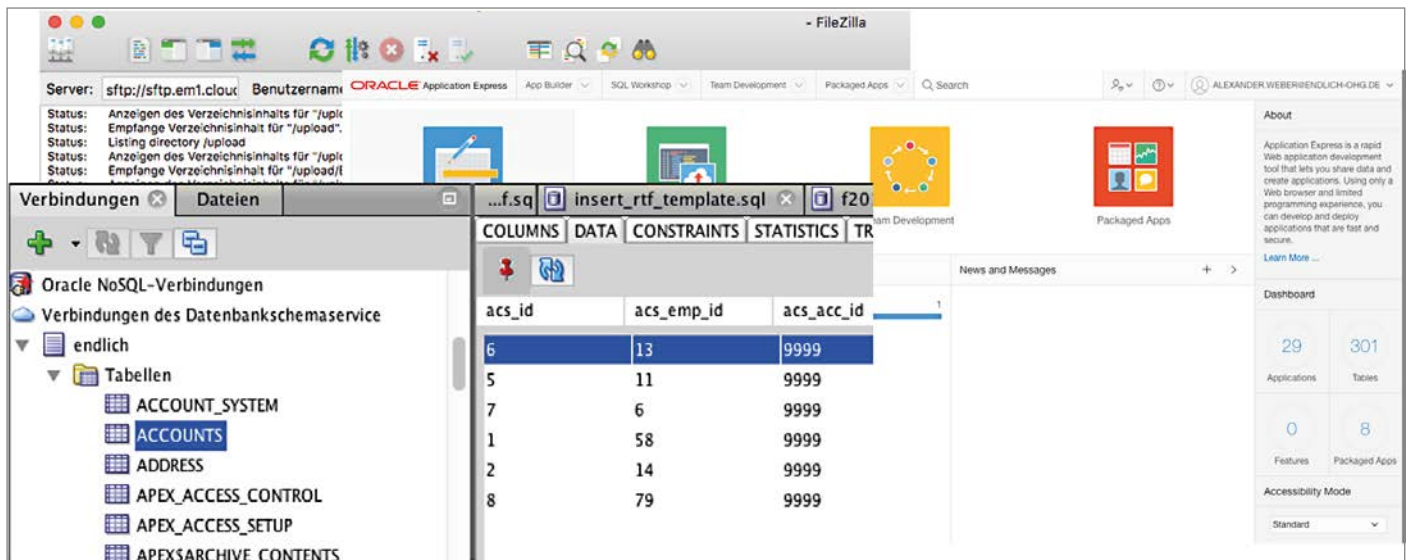 - FileZilla
Server: sftp://sftp.em1.clouc Benutzername
Status: Anzeigen des Verzeichnisinhalts für "/uplo
Status: Empfange Verzeichnisinhalt für "/upload".
Status: Listing directory /upload
Status: Anzeigen des Verzeichnisinhalts für "/uplo
Status: Empfange Verzeichnisinhalt für "/upload/
ORACLE Application Express App Builder SQL Workshop Team Development Packaged Apps Search ALEXANDER.WEBER@ENDLICH-OHG.DE
am Development
Packaged Apps
News and Messages
1
About
Application Express is a rapid
Web application development
tool that lets you share data and
create applications. Using only a
Web browser and limited
programming experience, you
can develop and deploy
applications that are fast and
secure.
Learn More ...
Dashboard
29 301
Applications Tables
0 8
Features Packaged Apps
Accessibility Mode
Standard
Verbindungen Dateien
Oracle NoSQL-Verbindungen
Verbindungen des Datenbankschemaservice
endlich
Tabellen
ACCOUNT_SYSTEM
ACCOUNTS
ADDRESS
APEX_ACCESS_CONTROL
APEX_ACCESS_SETUP
APEX$ARCHIVE_CONTENTS
...f.sq insert_rtf_template.sql f20
COLUMNS DATA CONSTRAINTS STATISTICS TR
acs_id acs_emp_id acs_acc_id
6 13 9999
5 11 9999
7 6 9999
1 58 9999
2 14 9999
8 79 9999